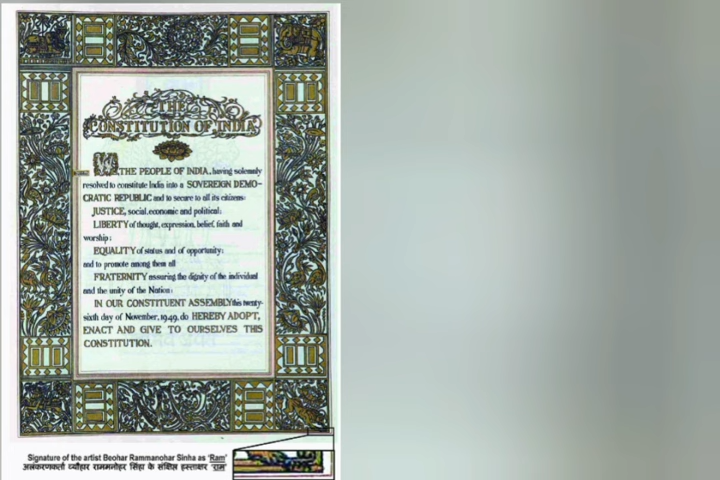 THE
CONSTITUTION OF INDIA
WE, THE PEOPLE OF INDIA, having solemnly
resolved to constitute India into a SOVEREIGN DEMO-
CRATIC REPUBLIC and to secure to all its citizens:
JUSTICE, social, economic and political;
LIBERTY of thought, expression, belief, faith and
worship;
EQUALITY of status and of opportunity;
and to promote among them all
FRATERNITY assuring the dignity of the individual
and the unity of the Nation;
IN OUR CONSTITUENT ASSEMBLY this twenty-
sixth day of November, 1949, do HEREBY ADOPT,
ENACT AND GIVE TO OURSELVES THIS
CONSTITUTION.
Signature of the artist Beohar Rammanohar Sinha as 'Ram'
अलंकरणकर्ता ब्यौहार राममनोहर सिंहा के संक्षिप्त हस्ताक्षर 'राम'